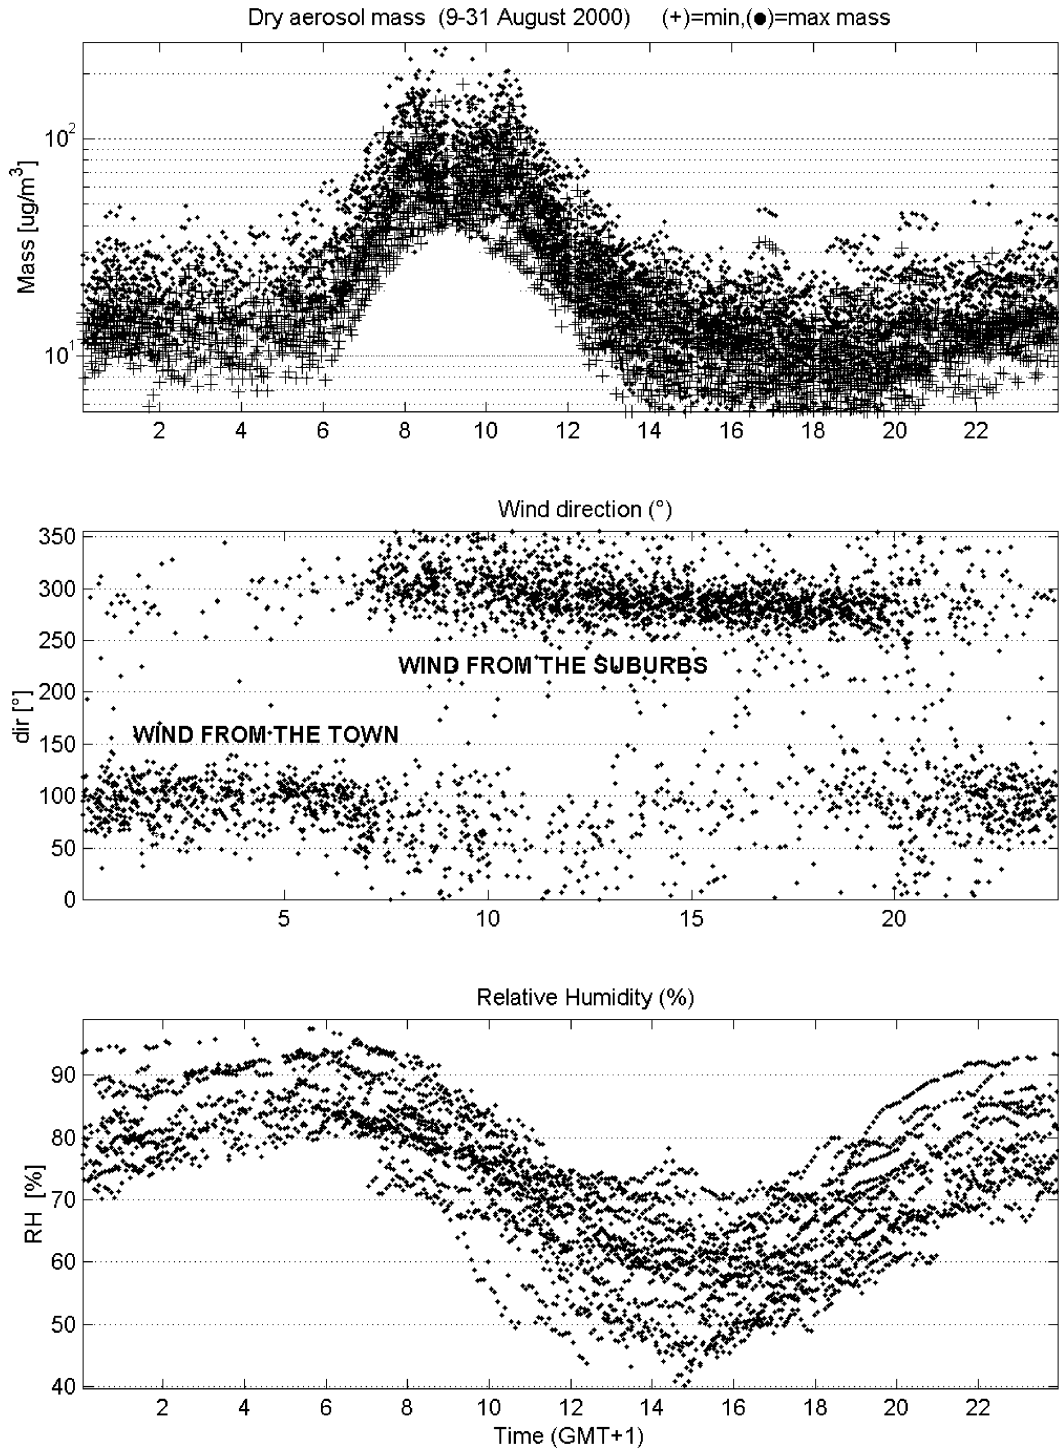 Dry aerosol mass (9-31 August 2000) (+)=min,(●)=max mass
Mass [ug/m³]
10²
10¹
2 4 6 8 10 12 14 16 18 20 22
Wind direction (°)
dir [°]
350
300
250
WIND FROM THE SUBURBS
200
WIND FROM THE TOWN
150
100
50
0
5 10 15 20
Relative Humidity (%)
RH [%]
90
80
70
60
50
40
2 4 6 8 10 12 14 16 18 20 22
Time (GMT+1)